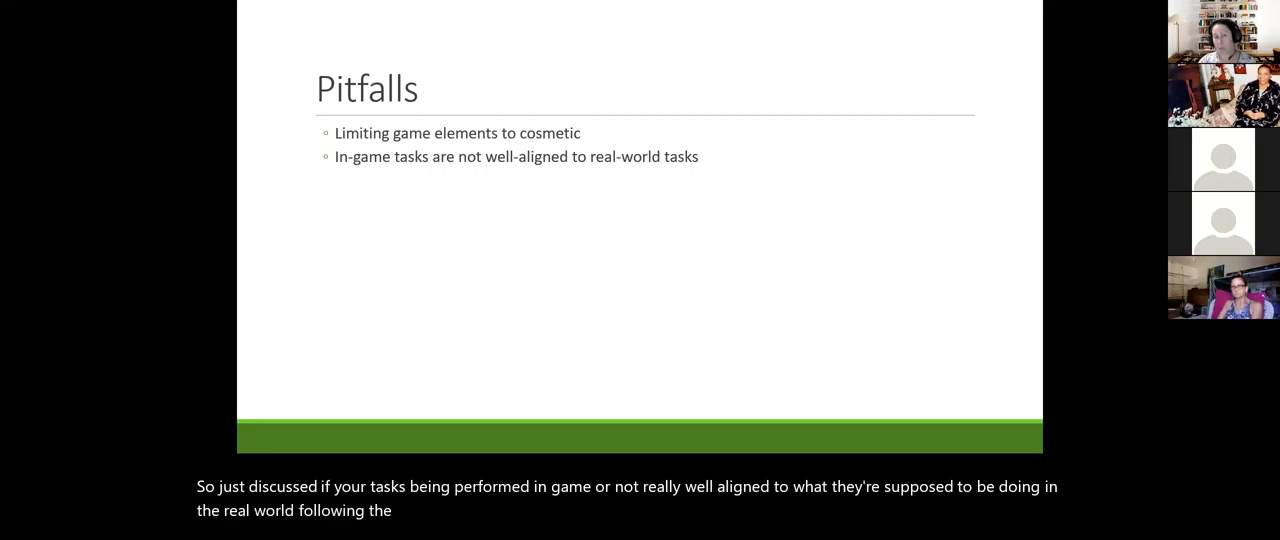 Pitfalls
◦ Limiting game elements to cosmetic
◦ In-game tasks are not well-aligned to real-world tasks
So just discussed if your tasks being performed in game or not really well aligned to what they're supposed to be doing in
the real world following the